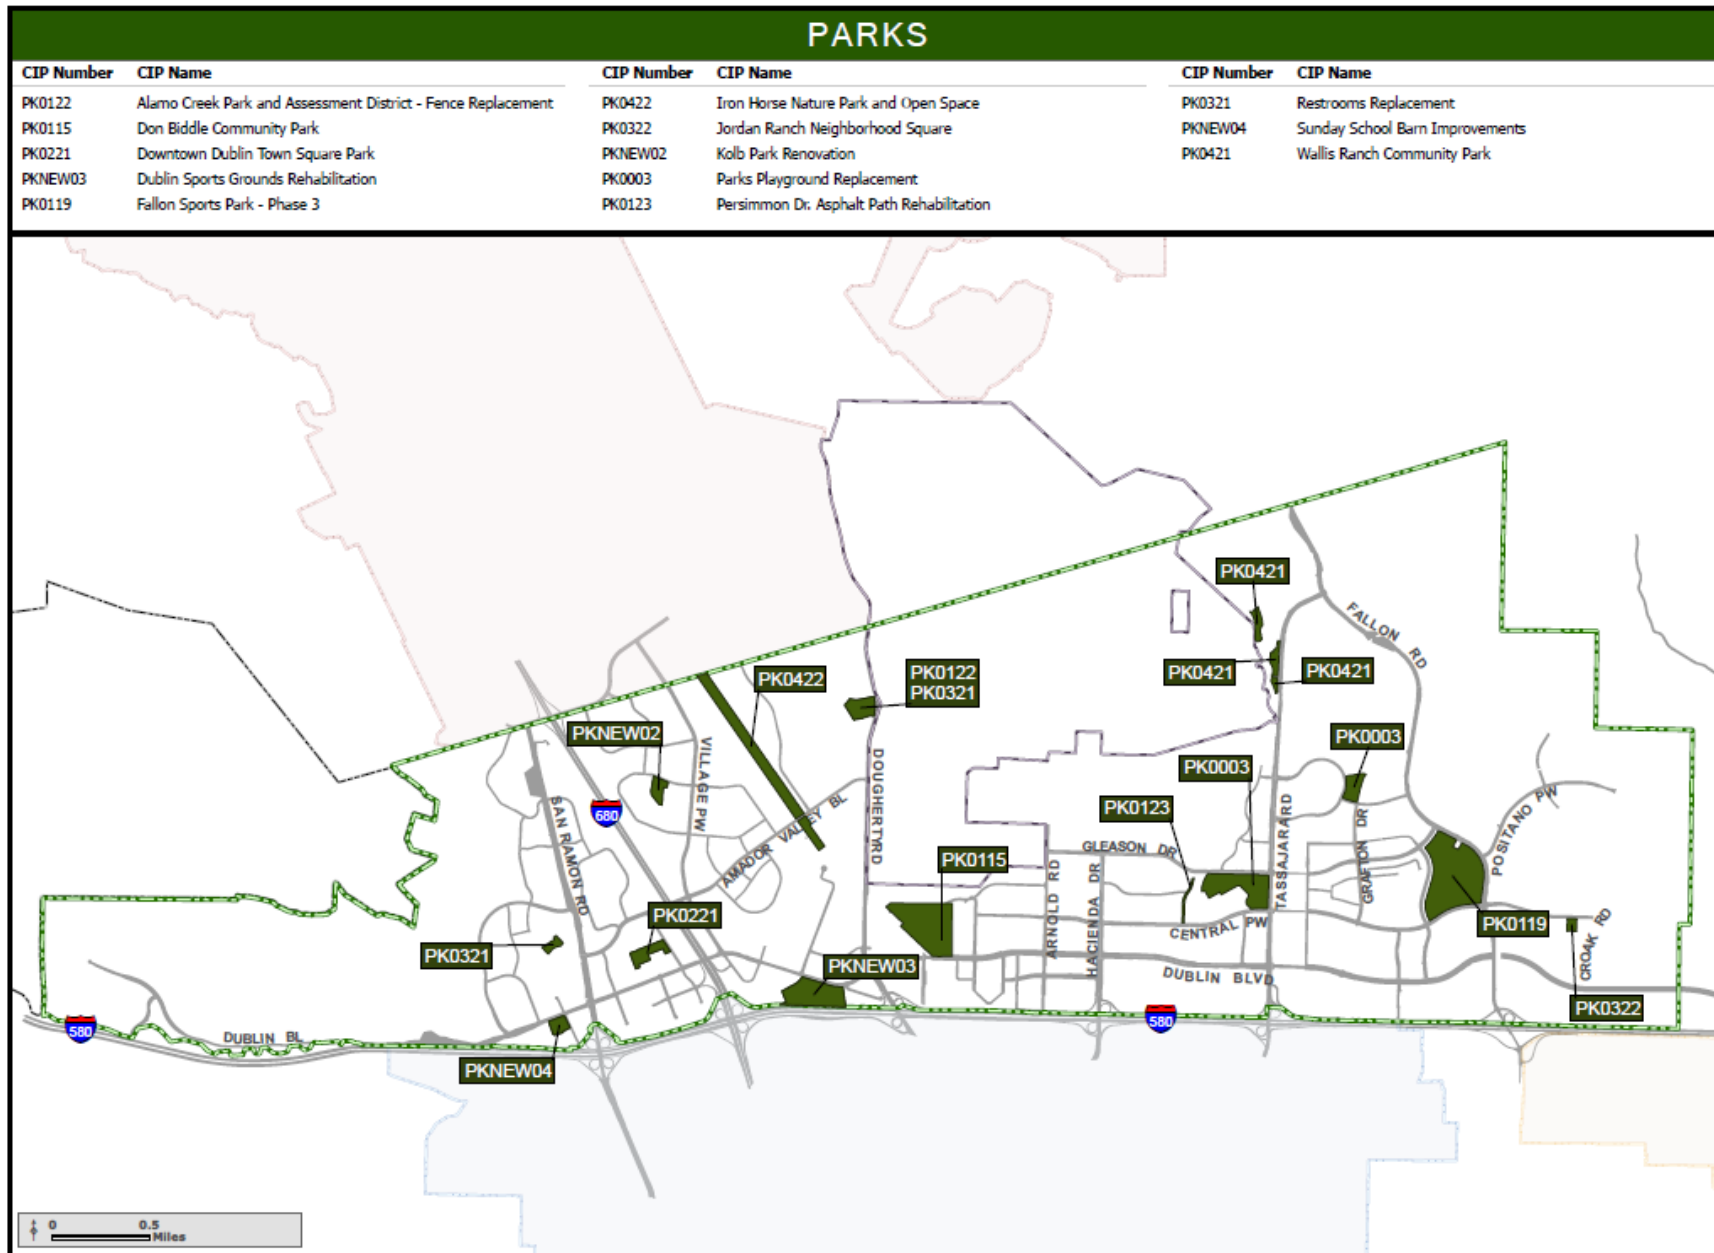 PARKS
CIP Number CIP Name
PK0122 Alamo Creek Park and Assessment District - Fence Replacement
PK0115 Don Biddle Community Park
PK0221 Downtown Dublin Town Square Park
PKNEW03 Dublin Sports Grounds Rehabilitation
PK0119 Fallon Sports Park - Phase 3
CIP Number CIP Name
PK0422 Iron Horse Nature Park and Open Space
PK0322 Jordan Ranch Neighborhood Square
PKNEW02 Kolb Park Renovation
PK0003 Parks Playground Replacement
PK0123 Persimmon Dr. Asphalt Path Rehabilitation
CIP Number CIP Name
PK0321 Restrooms Replacement
PKNEW04 Sunday School Barn Improvements
PK0421 Wallis Ranch Community Park
PK0421
FALLON RD
PK0421
PK0421
PK0422
PK0122
PK0321
PKNEW02
VILLAGE PW
DOUGHERTY RD
PK0003
PK0003
680
SAN RAMON RD
AMADOR VALLEY BL
PK0123
TASSAJARA RD
GRAFTON DR
POSITANO PW
GLEASON DR
PK0115
ARNOLD RD
HACIENDA DR
PK0221
PK0119
CENTRAL PW
CROAK RD
PK0321
PKNEW03
DUBLIN BLVD
PK0322
580
580
DUBLIN BL
PKNEW04
0 0.5
Miles